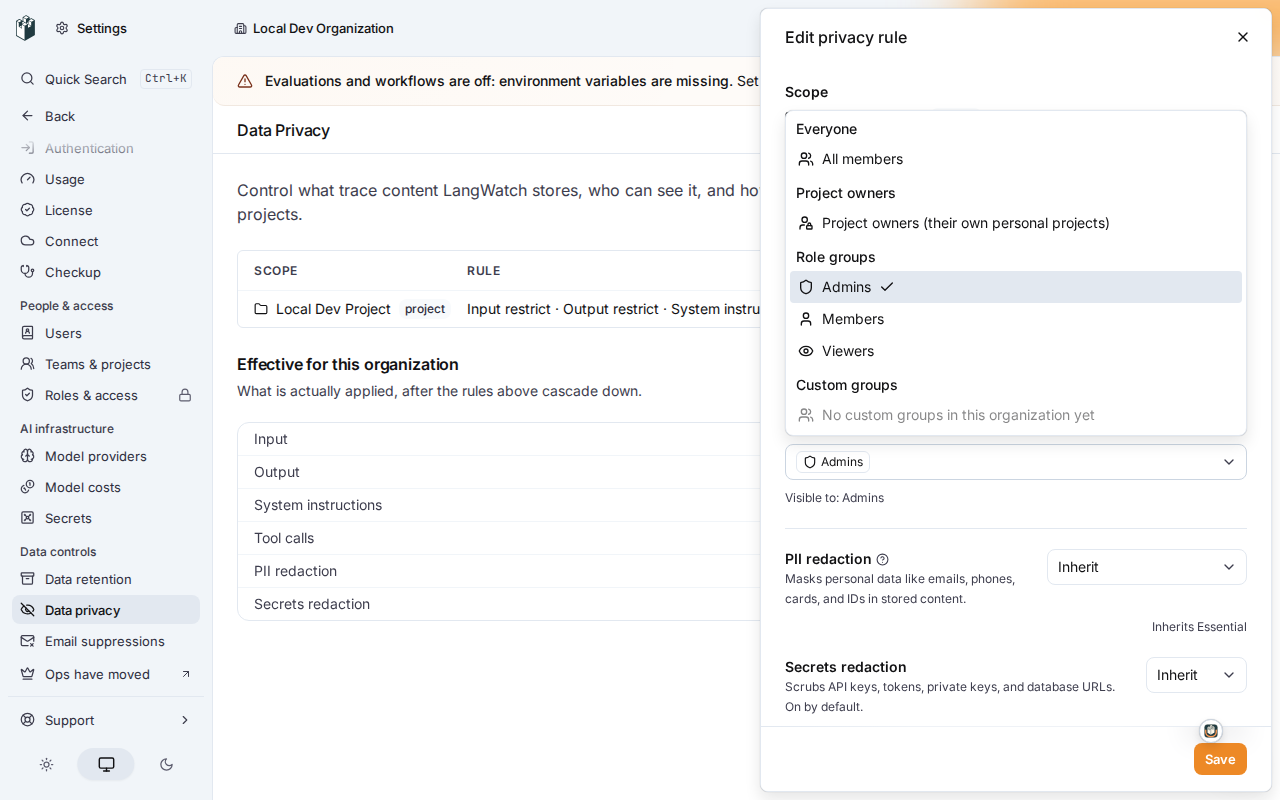 Settings
Local Dev Organization
Quick Search
Ctrl+K
Back
Authentication
Usage
License
Connect
Checkup
People & access
Users
Teams & projects
Roles & access
AI infrastructure
Model providers
Model costs
Secrets
Data controls
Data retention
Data privacy
Email suppressions
Ops have moved
Support
Evaluations and workflows are off: environment variables are missing. Set
Data Privacy
Control what trace content LangWatch stores, who can see it, and ho
projects.
SCOPE
RULE
Local Dev Project
project
Input restrict · Output restrict · System instru
Effective for this organization
What is actually applied, after the rules above cascade down.
Input
Output
System instructions
Tool calls
PII redaction
Secrets redaction
Edit privacy rule
Scope
Everyone
All members
Project owners
Project owners (their own personal projects)
Role groups
Admins
Members
Viewers
Custom groups
No custom groups in this organization yet
Admins
Visible to: Admins
PII redaction
Masks personal data like emails, phones,
cards, and IDs in stored content.
Inherit
Inherits Essential
Secrets redaction
Scrubs API keys, tokens, private keys, and database URLs.
On by default.
Inherit
Save